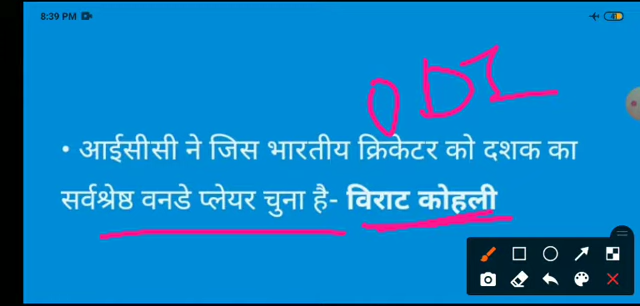 8:39 PM
ODI
• आईसीसी ने जिस भारतीय क्रिकेटर को दशक का
सर्वश्रेष्ठ वनडे प्लेयर चुना है- विराट कोहली